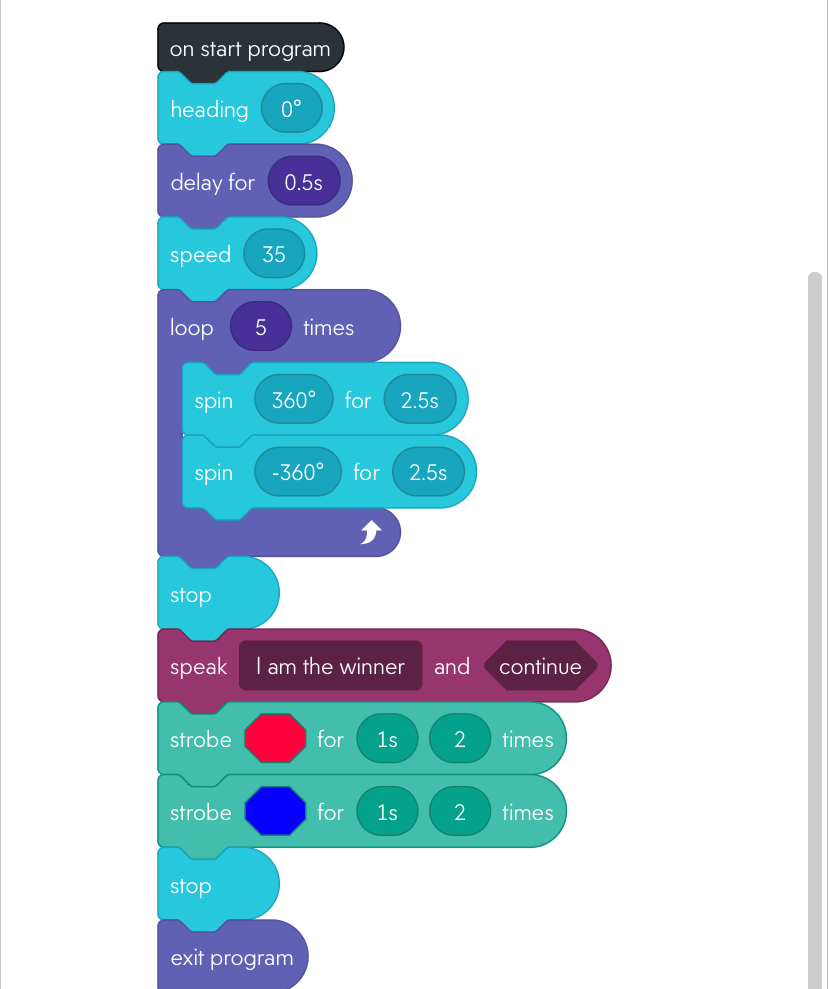 on start program
heading 0°
delay for 0.5s
speed 35
loop 5 times
spin 360° for 2.5s
spin -360° for 2.5s
stop
speak I am the winner and continue
strobe for 1s 2 times
strobe for 1s 2 times
stop
exit program